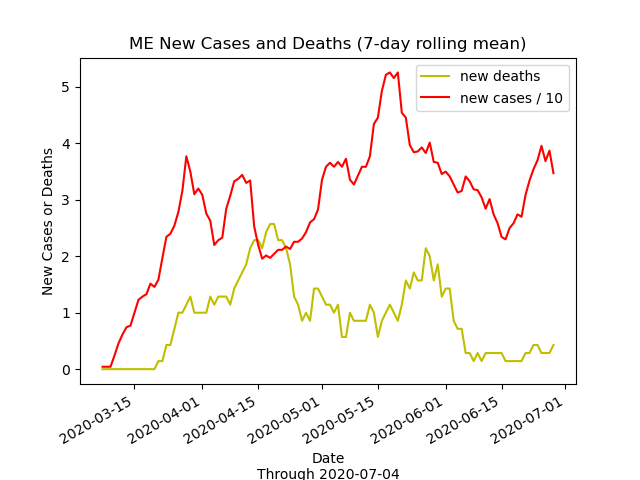 ME New Cases and Deaths (7-day rolling mean)
new deaths
new cases / 10
New Cases or Deaths
5
4
3
2
1
0
2020-03-15
2020-04-01
2020-04-15
2020-05-01
2020-05-15
2020-06-01
2020-06-15
2020-07-01
Date
Through 2020-07-04